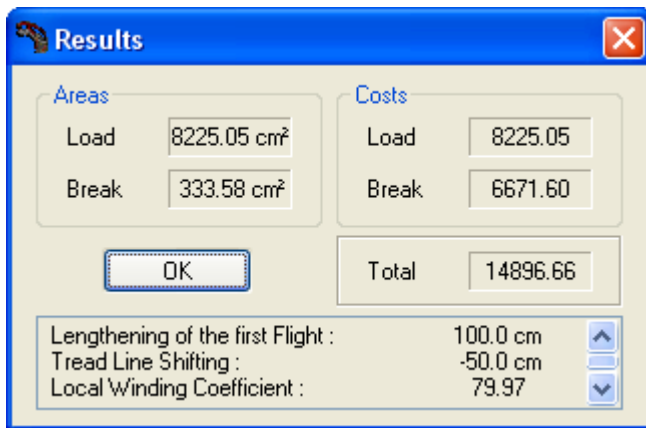 Results
Areas
Load 8225.05 cm²
Break 333.58 cm²
Costs
Load 8225.05
Break 6671.60
OK
Total 14896.66
Lengthening of the first Flight : 100.0 cm
Tread Line Shifting : -50.0 cm
Local Winding Coefficient : 79.97